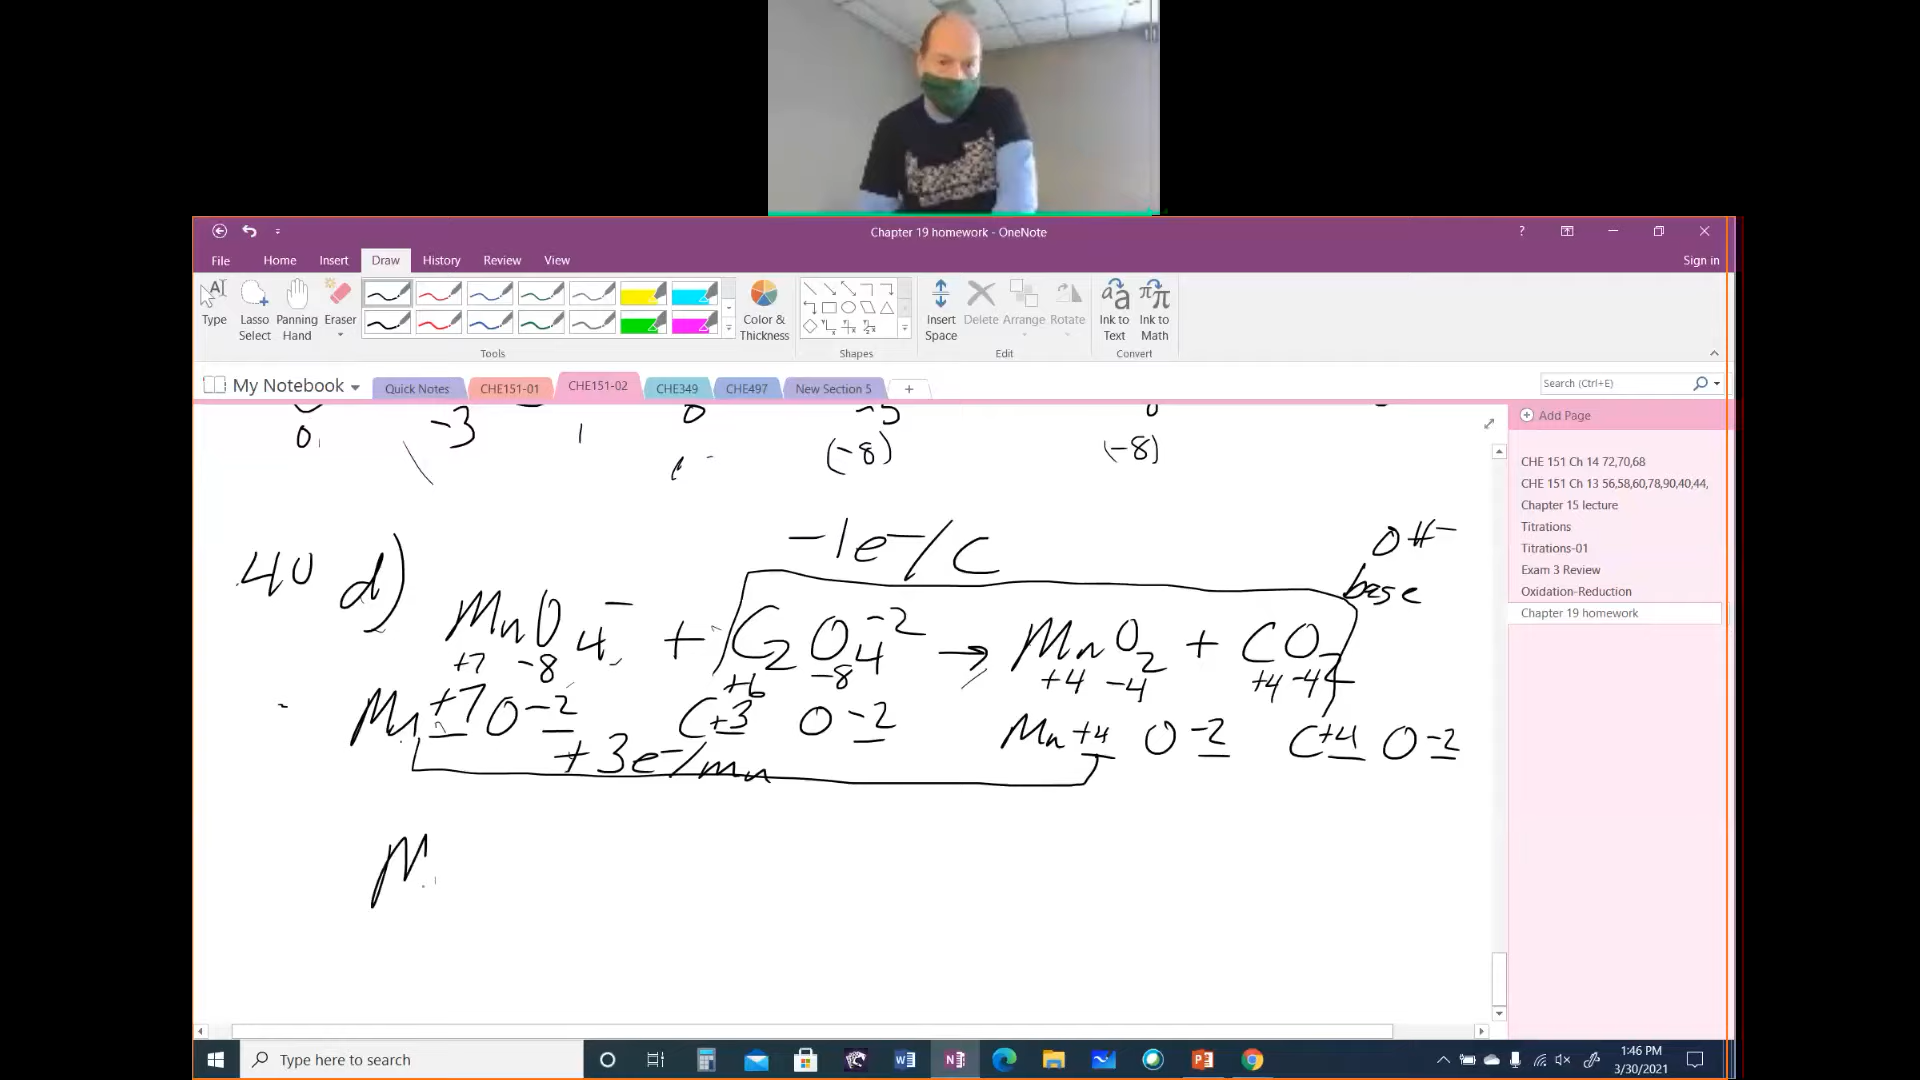 Chapter 19 homework - OneNote
?
File Home Insert Draw History Review View
Sign in
Type
Lasso Select
Panning Hand
Eraser
Color & Thickness
Insert Space
Delete
Arrange
Rotate
Ink to Text
Ink to Math
Tools
Shapes
Edit
Convert
My Notebook
Quick Notes CHE151-01 CHE151-02 CHE349 CHE497 New Section 5 +
Search (Ctrl+E)
Add Page
CHE 151 Ch 14 72,70,68
CHE 151 Ch 13 56,58,60,78,90,40,44,
Chapter 15 lecture
Titrations
Titrations-01
Exam 3 Review
Oxidation-Reduction
Chapter 19 homework
0 -3 1 0
(-8) (-8)
-1e-/C
OH-
base
40 d)
MnO4- + C2O4-2 → MnO2 + CO2
+7 -8 +6 -8 +4 -4 +4 -4
Mn+7 O-2 C+3 O-2 Mn+4 O-2 C+4 O-2
+3e-/mn
Type here to search
1:46 PM
3/30/2021